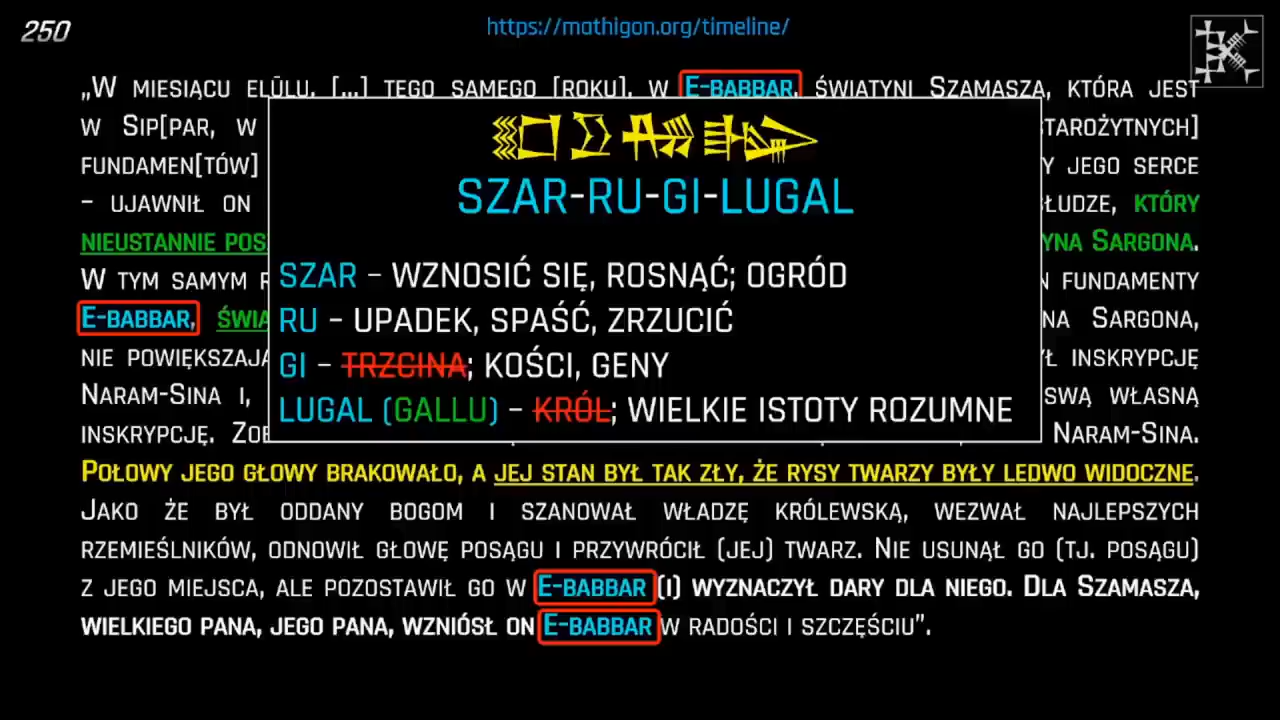 250
https://mathigon.org/timeline/
„W MIESIĄCU ELŪLU, [...] TEGO SAMEGO [ROKU], W E-BABBAR, ŚWIATYNI SZAMASZA, KTÓRA JEST
W SIP[PAR, W
TAROŻYTNYCH]
FUNDAMEN[TÓW]
Y JEGO SERCE
– UJAWNIŁ ON
ŁUDZE, KTÓRY
NIEUSTANNIE POS
YNA SARGONA.
W TYM SAMYM R
N FUNDAMENTY
E-BABBAR, ŚWIĄ
NA SARGONA,
NIE POWIĘKSZAJĄ
Ł INSKRYPCJĘ
NARAM-SINA I,
SWĄ WŁASNĄ
INSKRYPCJĘ. ZOB
NARAM-SINA.
SZAR-RU-GI-LUGAL
SZAR – WZNOSIĆ SIĘ, ROSNĄĆ; OGRÓD
RU – UPADEK, SPAŚĆ, ZRZUCIĆ
GI – TRZCINA; KOŚCI, GENY
LUGAL (GALLU) – KRÓL; WIELKIE ISTOTY ROZUMNE
POŁOWY JEGO GŁOWY BRAKOWAŁO, A JEJ STAN BYŁ TAK ZŁY, ŻE RYSY TWARZY BYŁY LEDWO WIDOCZNE.
JAKO ŻE BYŁ ODDANY BOGOM I SZANOWAŁ WŁADZĘ KRÓLEWSKĄ, WEZWAŁ NAJLEPSZYCH
RZEMIEŚLNIKÓW, ODNOWIŁ GŁOWĘ POSĄGU I PRZYWRÓCIŁ (JEJ) TWARZ. NIE USUNĄŁ GO (TJ. POSĄGU)
Z JEGO MIEJSCA, ALE POZOSTAWIŁ GO W E-BABBAR (I) WYZNACZYŁ DARY DLA NIEGO. DLA SZAMASZA,
WIELKIEGO PANA, JEGO PANA, WZNIÓSŁ ON E-BABBAR W RADOŚCI I SZCZĘŚCIU”.